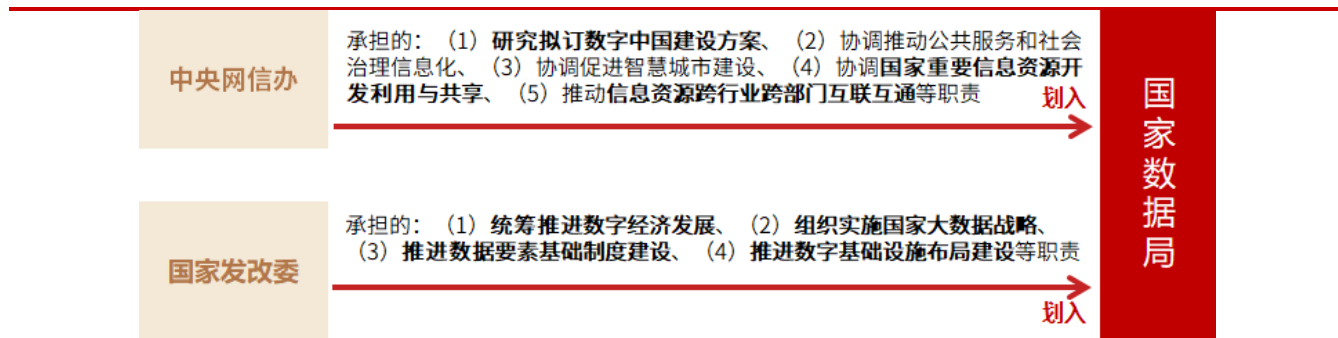 中央网信办
承担的：（1）研究拟订数字中国建设方案、（2）协调推动公共服务和社会
治理信息化、（3）协调促进智慧城市建设、（4）协调国家重要信息资源开
发利用与共享、（5）推动信息资源跨行业跨部门互联互通等职责
划入
国家发改委
承担的：（1）统筹推进数字经济发展、（2）组织实施国家大数据战略、
（3）推进数据要素基础制度建设、（4）推进数字基础设施布局建设等职责
划入
国家数据局